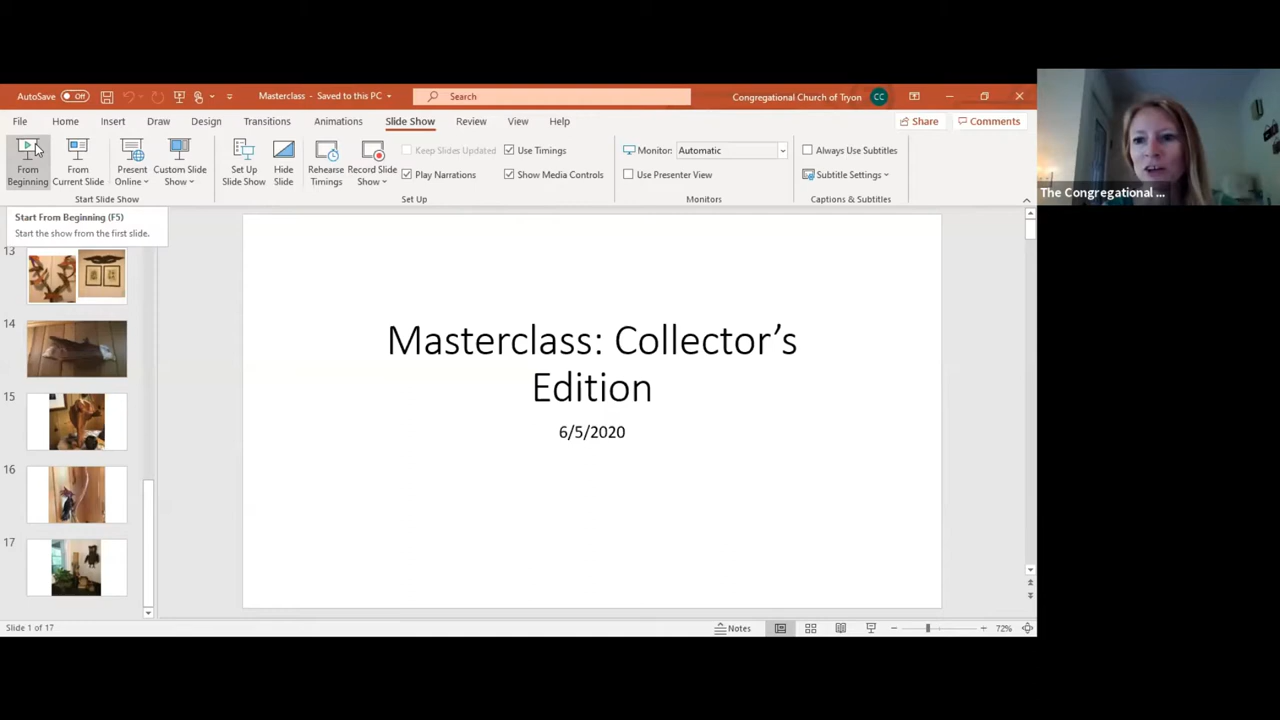 AutoSave Off Masterclass - Saved to this PC Search Congregational Church of Tryon CC
File Home Insert Draw Design Transitions Animations Slide Show Review View Help Share Comments
From Beginning
From Current Slide
Present Online
Custom Slide Show
Set Up Slide Show
Hide Slide
Rehearse Timings
Record Slide Show
Keep Slides Updated
Play Narrations
Use Timings
Show Media Controls
Monitor: Automatic
Use Presenter View
Always Use Subtitles
Subtitle Settings
Start Slide Show Set Up Monitors Captions & Subtitles
Start From Beginning (F5)
Start the show from the first slide.
The Congregational ...
13
14
15
16
17
Masterclass: Collector’s
Edition
6/5/2020
Slide 1 of 17 Notes 72%